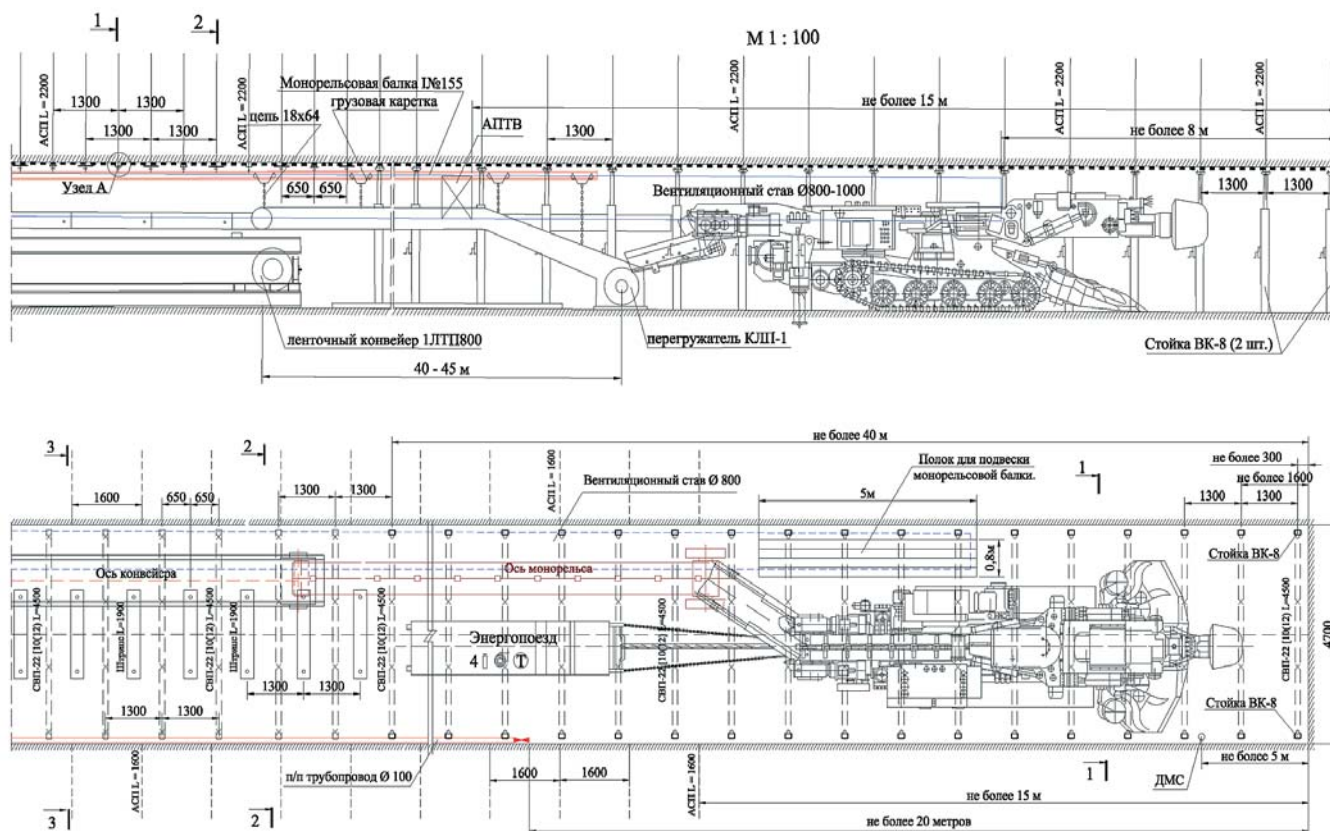 М 1 : 100
1
2
АСП L = 2200
1300
1300
1300
1300
АСП L = 2200
Монорельсовая балка I№155
грузовая карстка
цепь 18х64
АПТВ
1300
не более 15 м
АСП L = 2200
АСП L = 2200
АСП L = 2200
не более 8 м
Узел А
650
650
Вентиляционный став Ø800-1000
1300
1300
ленточный конвейер 1ЛТП800
перегружатель КЛП-1
Стойка ВК-8 (2 шт.)
40 - 45 м
3
2
не более 40 м
1600
650
650
1300
1300
АСП L = 1600
Вентиляционный став Ø 800
Полок для подвески
монорельсовой балки.
5м
1
не более 300
не более 1600
1300
1300
0,8м
Стойка ВК-8
Ось конвейера
Ось монорельса
СВП-22 [10(12) L=4500
Штрипс L=1900
СВП-22 [10(12) L=4500
Штрипс L=1900
СВП-22 [10(12) L=4500
Энергопоезд
4
Т
СВП-22 [10(12) L=4500
СВП-22 [10(12) L=4500
4700
1300
1300
1300
1300
Стойка ВК-8
АСП L = 1600
п/п трубопровод Ø 100
1600
1600
АСП L = 1600
1
ДМС
не более 5 м
3
2
не более 15 м
не более 20 метров